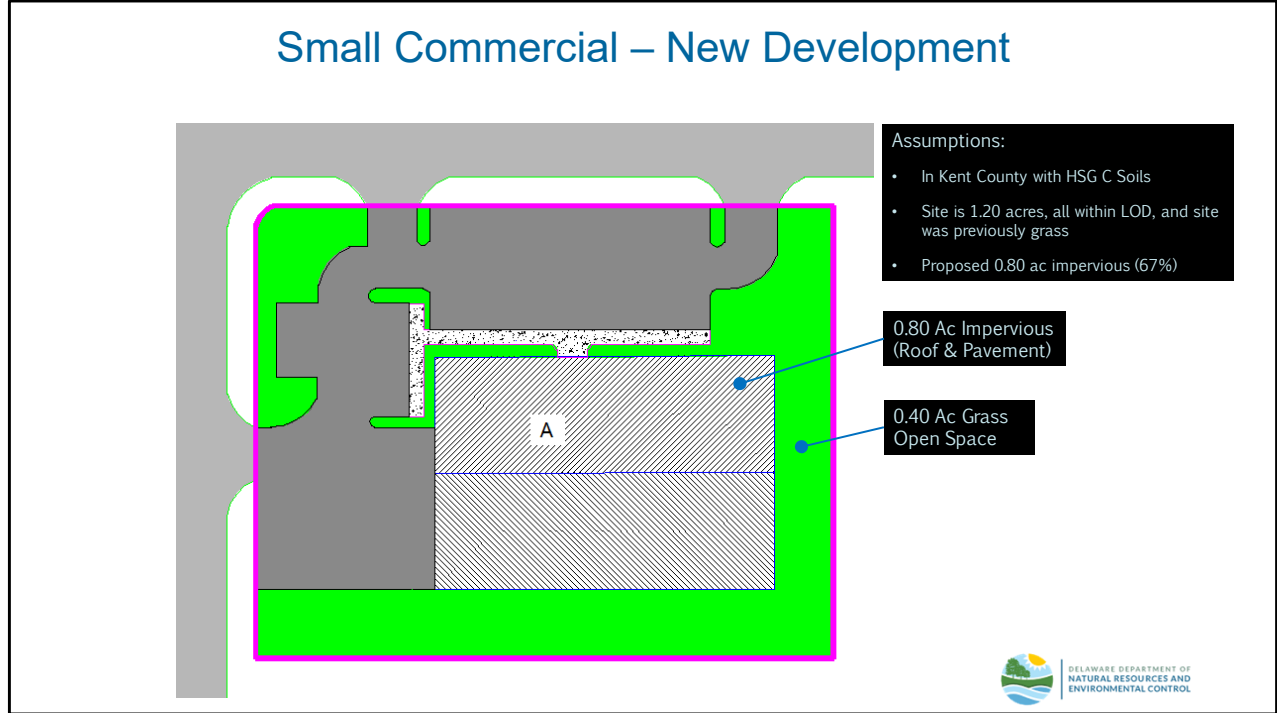 Small Commercial – New Development
Assumptions:
• In Kent County with HSG C Soils
• Site is 1.20 acres, all within LOD, and site
was previously grass
• Proposed 0.80 ac impervious (67%)
0.80 Ac Impervious
(Roof & Pavement)
0.40 Ac Grass
Open Space
A
DELAWARE DEPARTMENT OF
NATURAL RESOURCES AND
ENVIRONMENTAL CONTROL